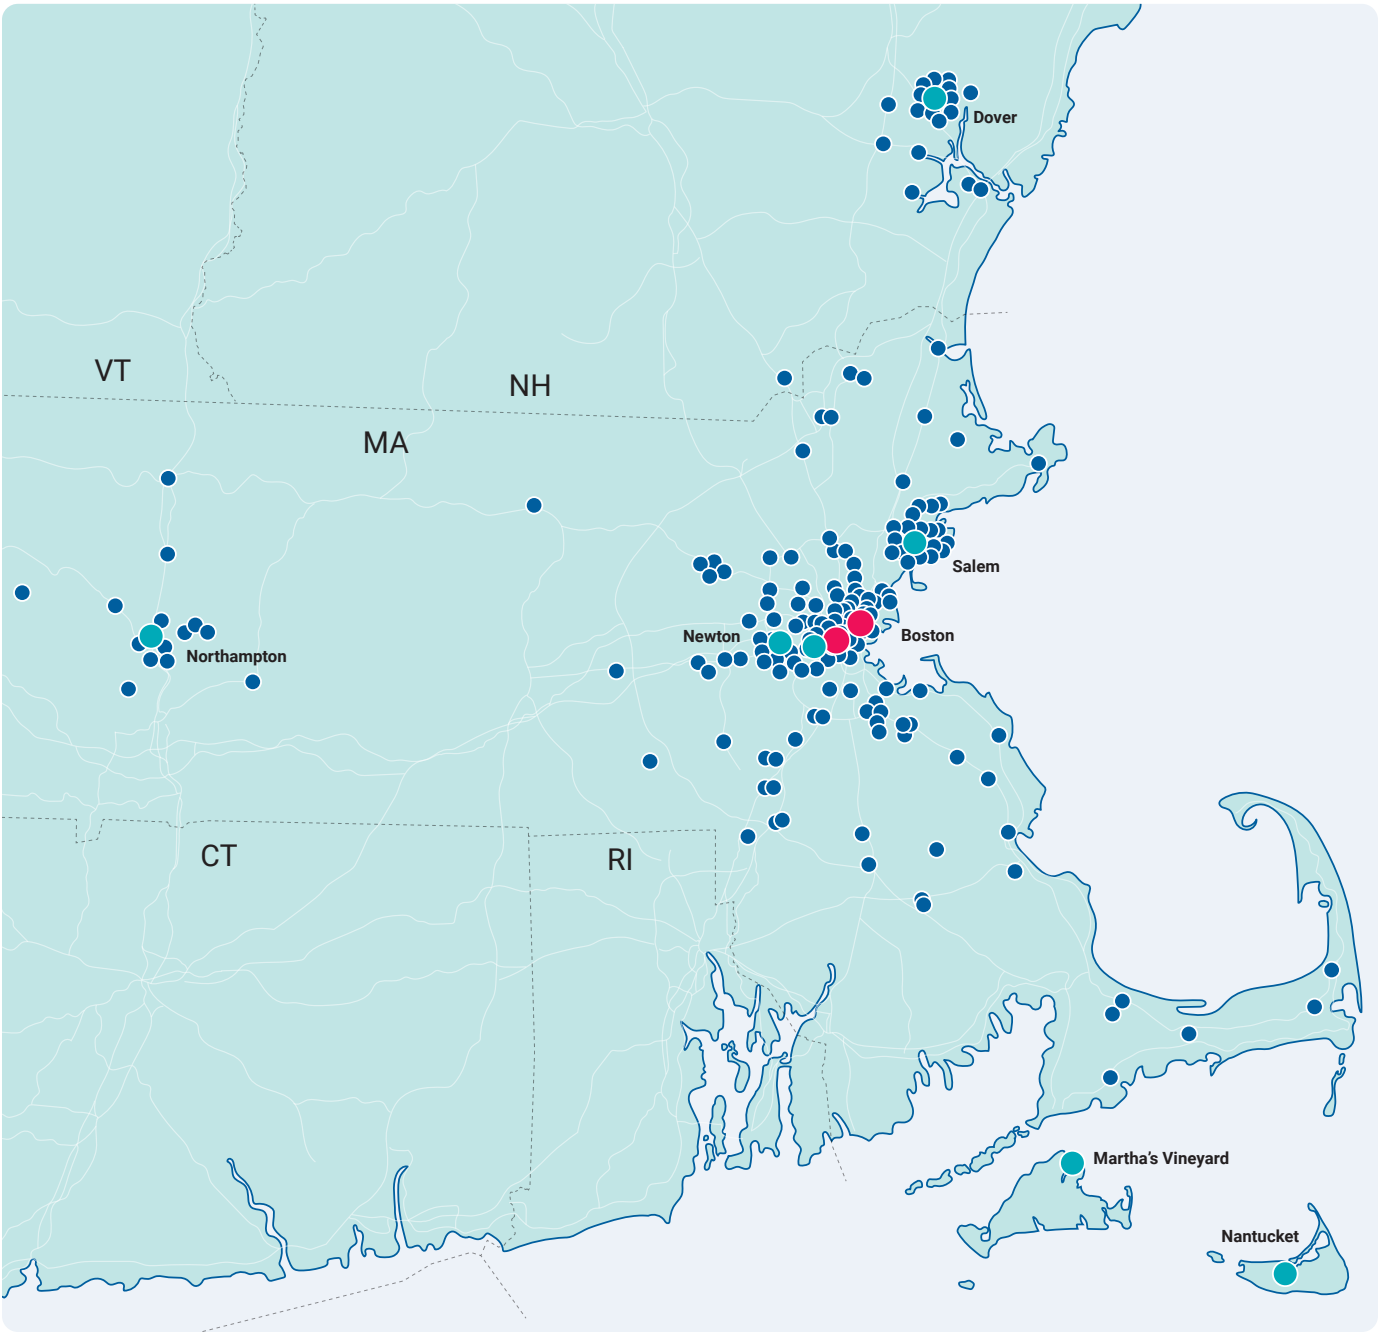 Dover
VT
NH
MA
Salem
Newton
Boston
Northampton
CT
RI
Martha's Vineyard
Nantucket